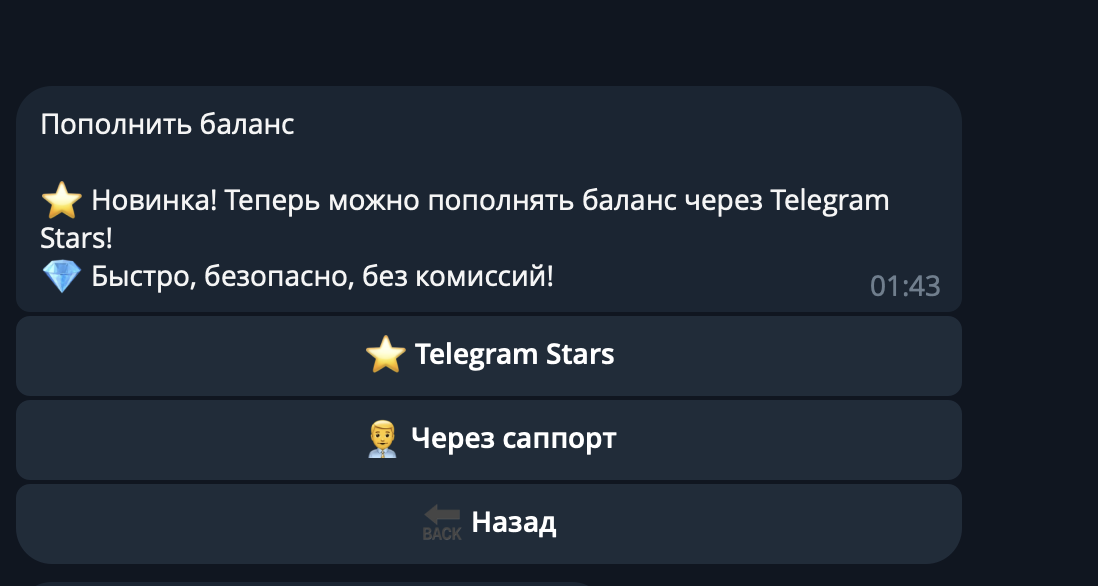 Пополнить баланс
⭐ Новинка! Теперь можно пополнять баланс через Telegram
Stars!
💎 Быстро, безопасно, без комиссий!
01:43
⭐ Telegram Stars
👨‍💼 Через саппорт
🔙 Назад